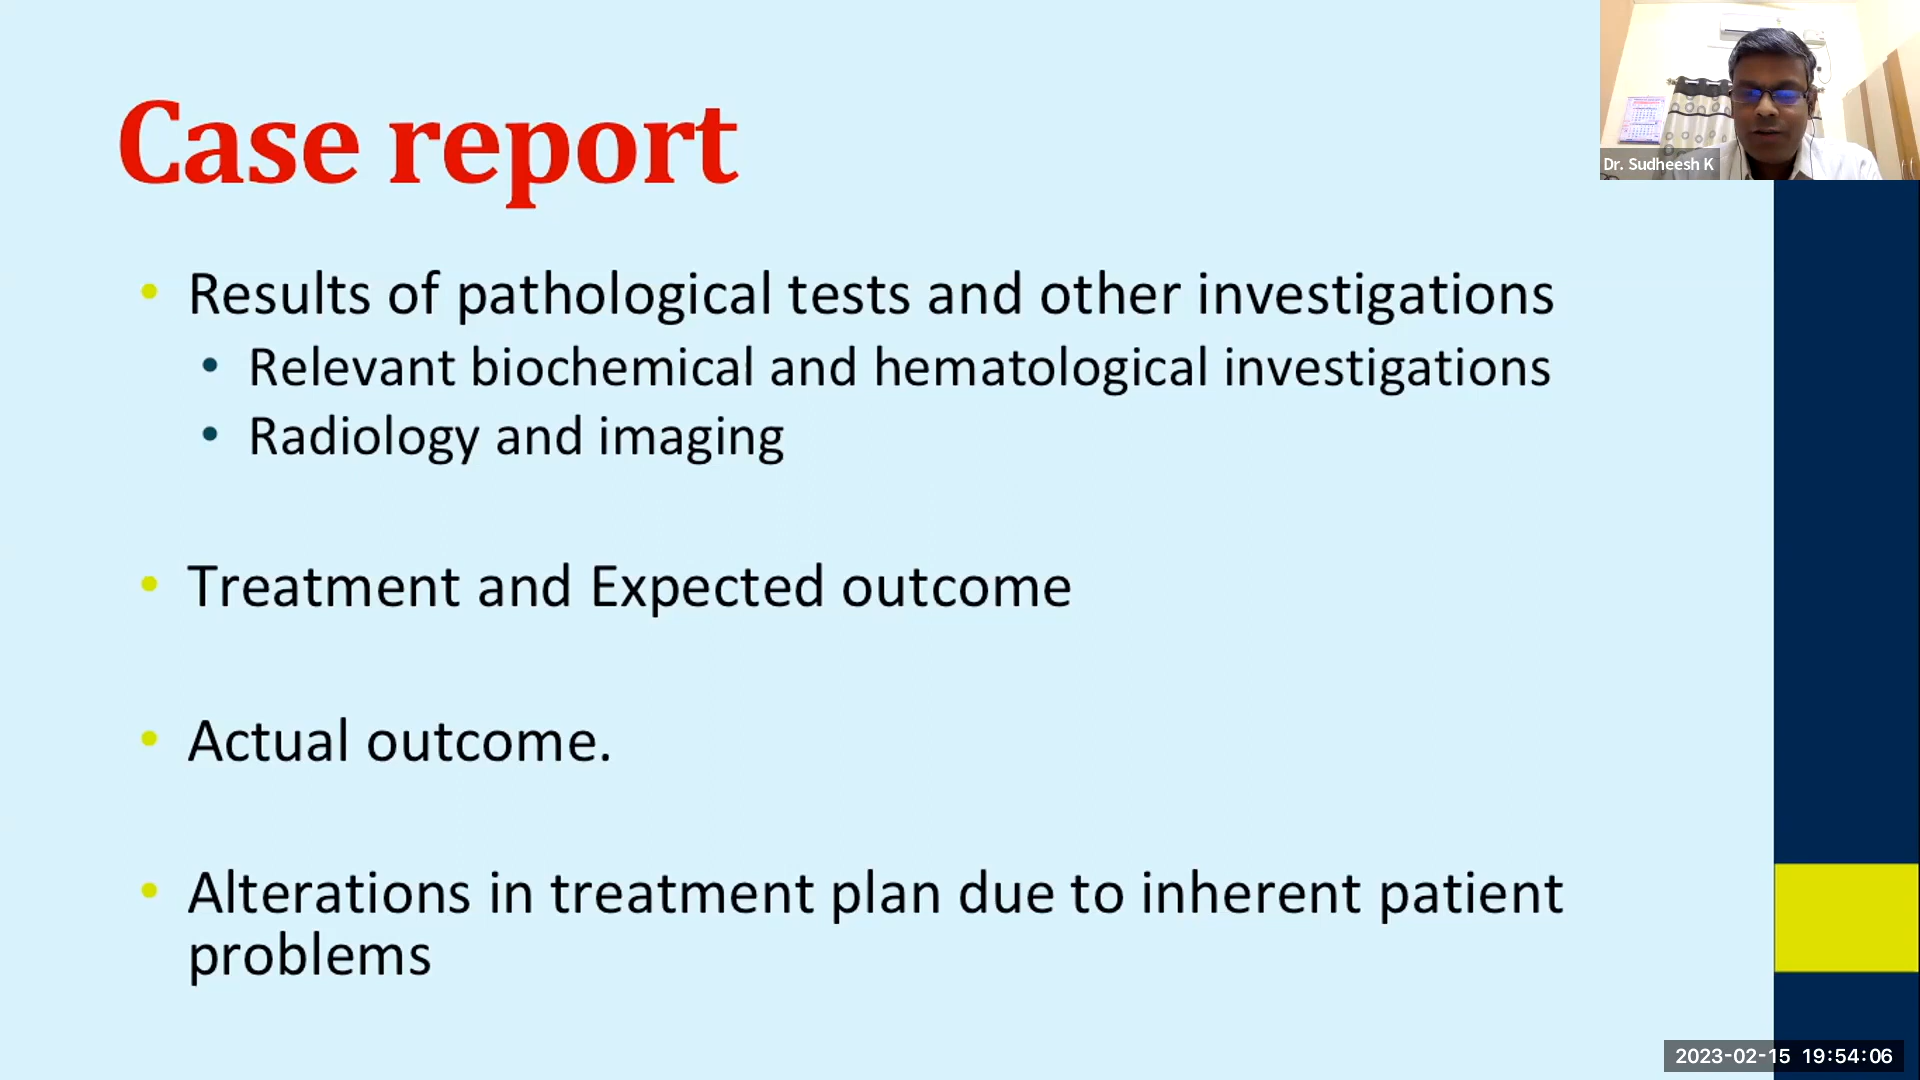 Case report
Dr. Sudheesh K
• Results of pathological tests and other investigations
• Relevant biochemical and hematological investigations
• Radiology and imaging
• Treatment and Expected outcome
• Actual outcome.
• Alterations in treatment plan due to inherent patient
problems
2023-02-15 19:54:06